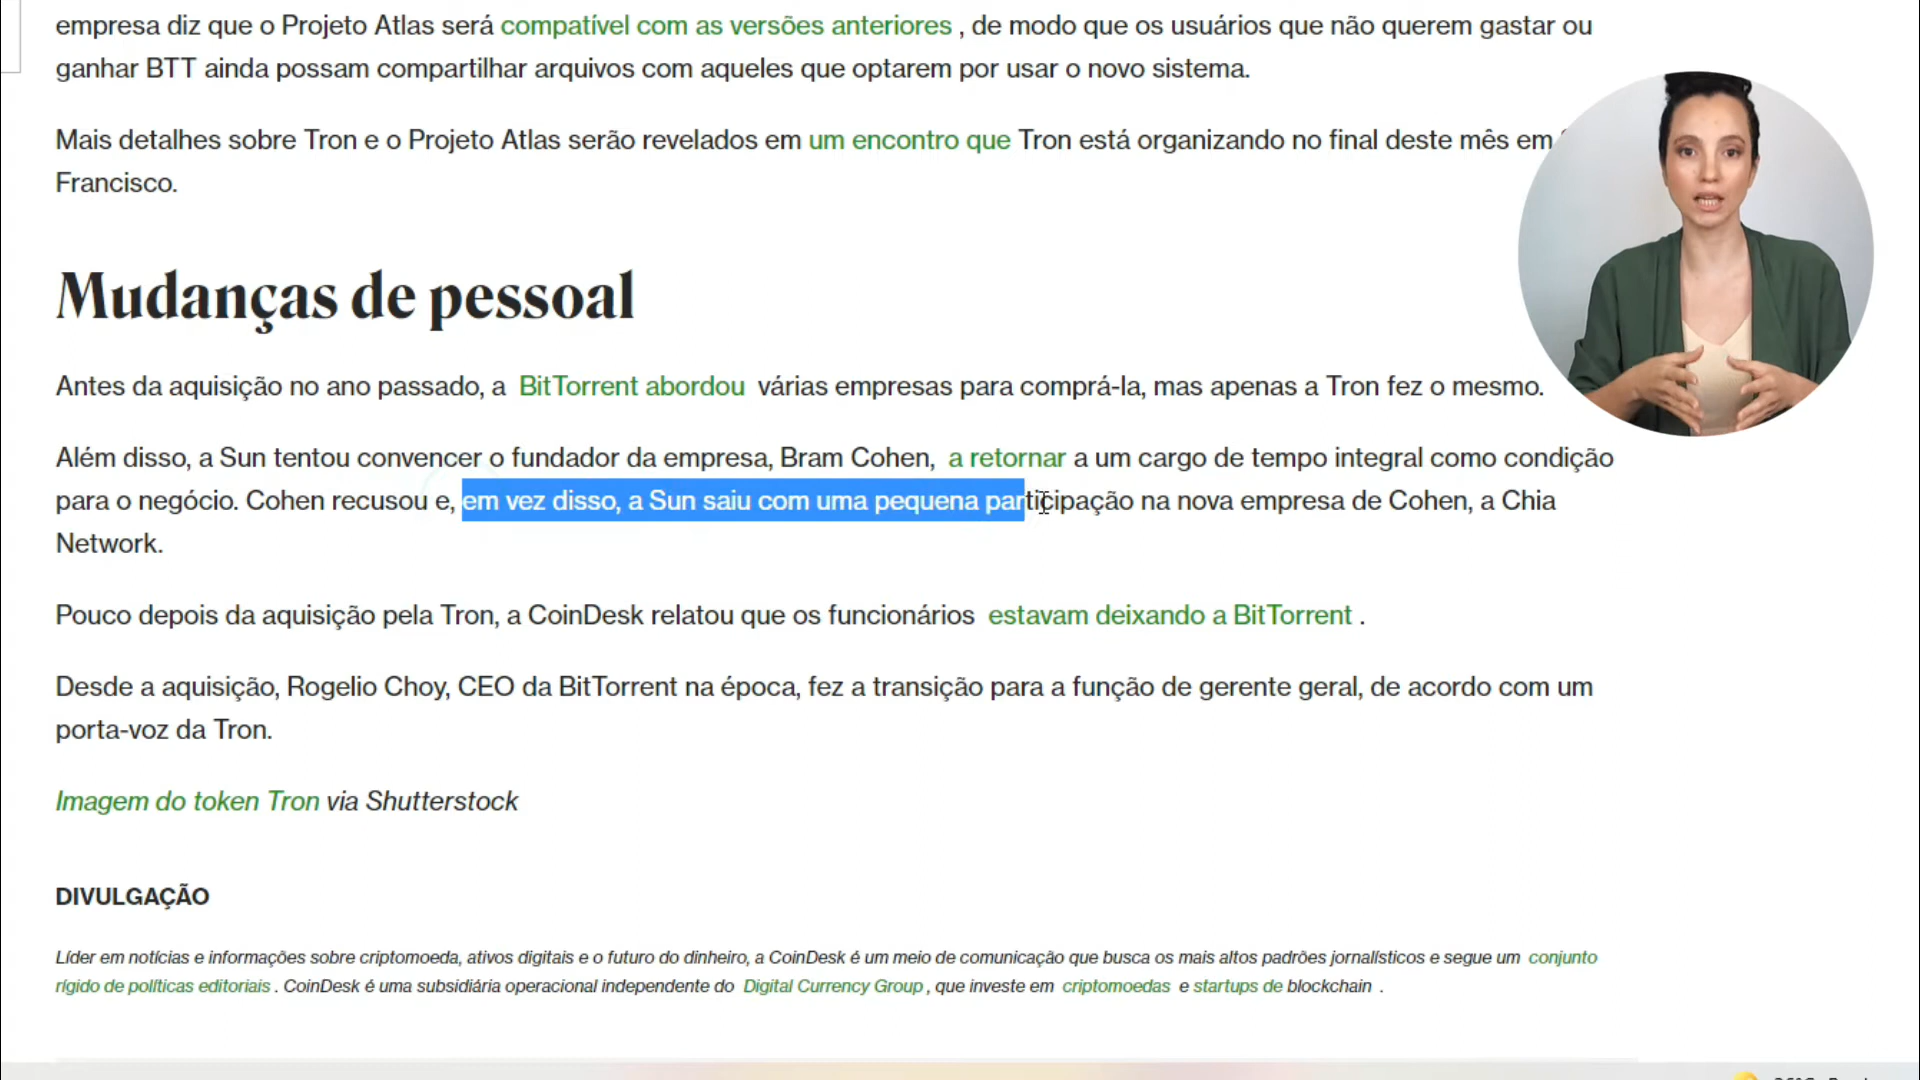 empresa diz que o Projeto Atlas será compatível com as versões anteriores , de modo que os usuários que não querem gastar ou
ganhar BTT ainda possam compartilhar arquivos com aqueles que optarem por usar o novo sistema.
Mais detalhes sobre Tron e o Projeto Atlas serão revelados em um encontro que Tron está organizando no final deste mês em
Francisco.
Mudanças de pessoal
Antes da aquisição no ano passado, a BitTorrent abordou várias empresas para comprá-la, mas apenas a Tron fez o mesmo.
Além disso, a Sun tentou convencer o fundador da empresa, Bram Cohen, a retornar a um cargo de tempo integral como condição
para o negócio. Cohen recusou e, em vez disso, a Sun saiu com uma pequena participação na nova empresa de Cohen, a Chia
Network.
Pouco depois da aquisição pela Tron, a CoinDesk relatou que os funcionários estavam deixando a BitTorrent .
Desde a aquisição, Rogelio Choy, CEO da BitTorrent na época, fez a transição para a função de gerente geral, de acordo com um
porta-voz da Tron.
Imagem do token Tron via Shutterstock
DIVULGAÇÃO
Líder em notícias e informações sobre criptomoeda, ativos digitais e o futuro do dinheiro, a CoinDesk é um meio de comunicação que busca os mais altos padrões jornalísticos e segue um conjunto
rígido de políticas editoriais . CoinDesk é uma subsidiária operacional independente do Digital Currency Group , que investe em criptomoedas e startups de blockchain .